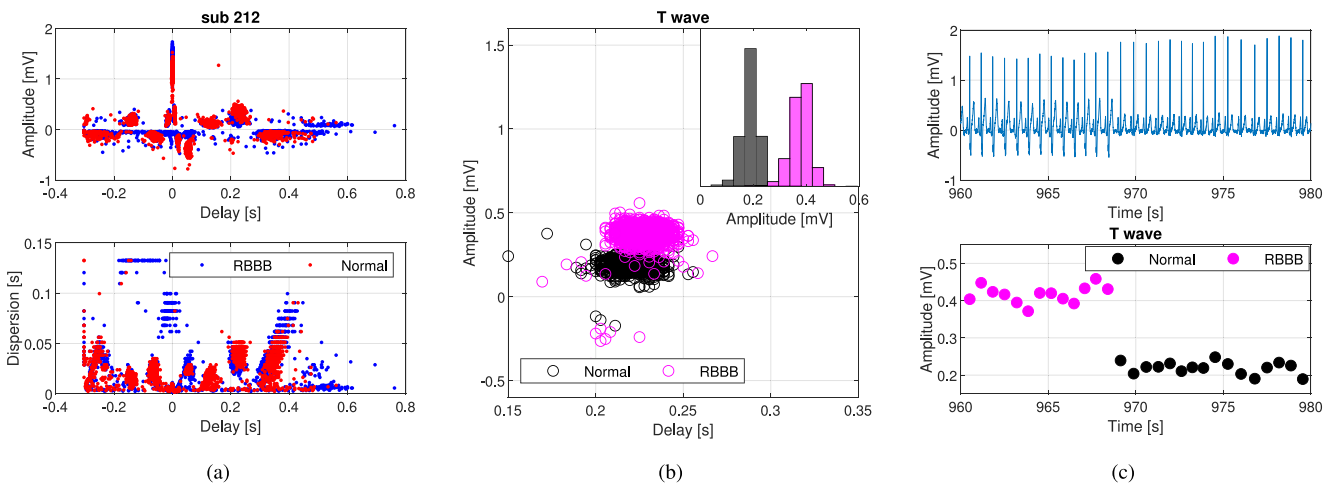 sub 212
2
1
0
-1
Amplitude [mV]
-0.4 -0.2 0 0.2 0.4 0.6 0.8
Delay [s]
0.15
0.1
0.05
0
Dispersion [s]
RBBB Normal
-0.4 -0.2 0 0.2 0.4 0.6 0.8
Delay [s]
(a)
T wave
1.5
1
0.5
0
-0.5
Amplitude [mV]
0 0.2 0.4 0.6
Amplitude [mV]
Normal RBBB
0.15 0.2 0.25 0.3 0.35
Delay [s]
(b)
2
1
0
-1
Amplitude [mV]
960 965 970 975 980
Time [s]
T wave
0.5
0.4
0.3
0.2
Amplitude [mV]
Normal RBBB
960 965 970 975 980
Time [s]
(c)